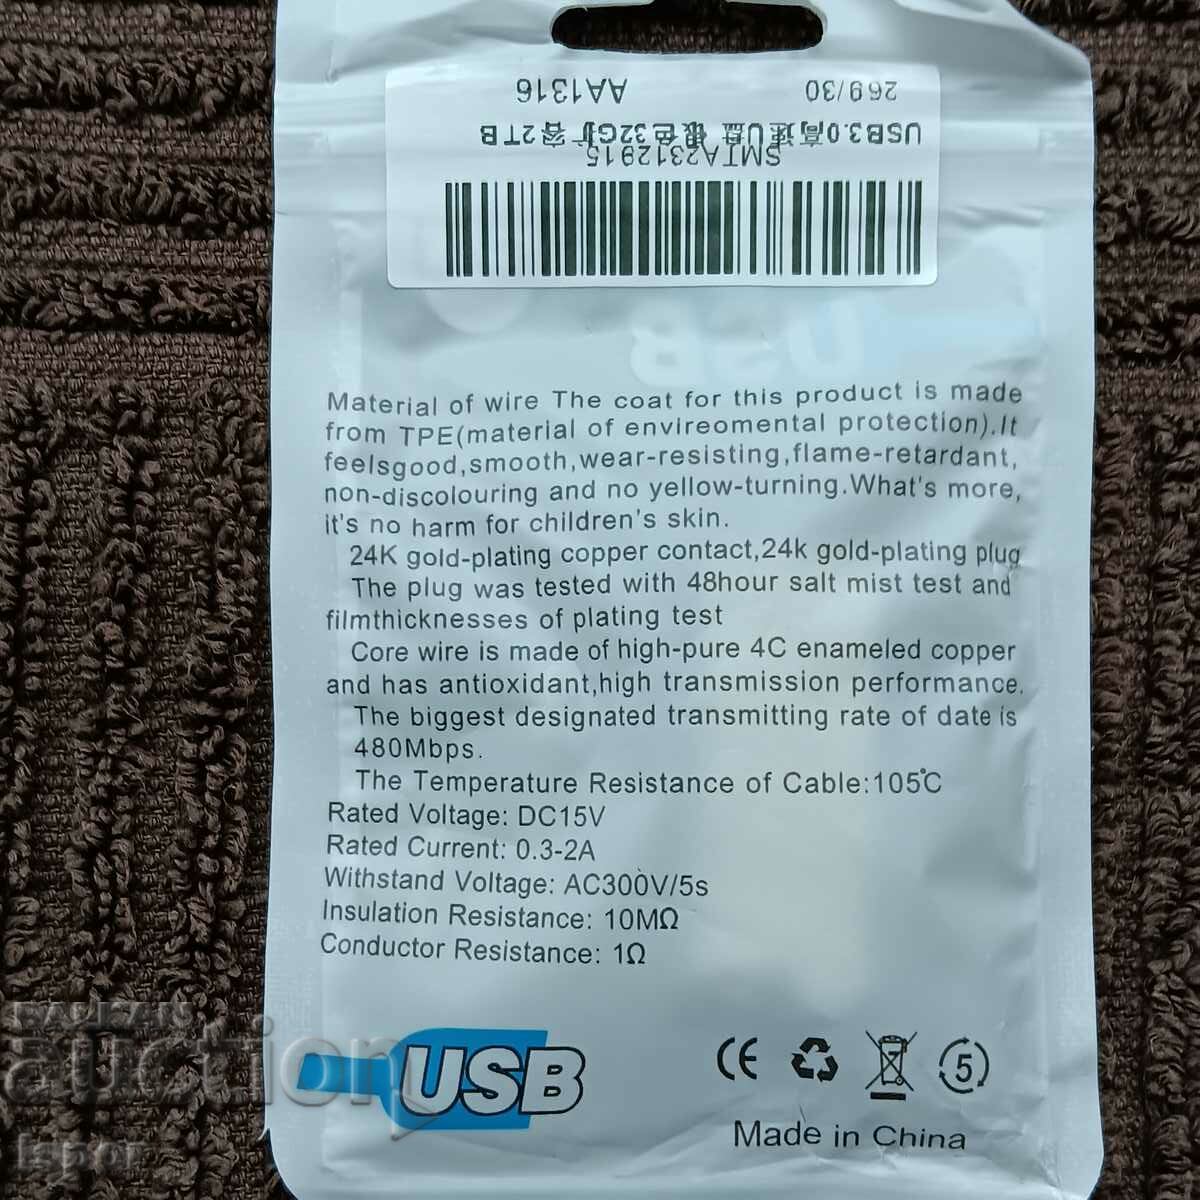 269/30 AA1316
USB3.0高速U盘 银色32G扩容2TB
SMTA2312915
USB
Material of wire The coat for this product is made
from TPE(material of envireomental protection).It
feelsgood,smooth,wear-resisting,flame-retardant,
non-discolouring and no yellow-turning.What's more,
it's no harm for children's skin.
24K gold-plating copper contact,24k gold-plating plug
The plug was tested with 48hour salt mist test and
filmthicknesses of plating test
Core wire is made of high-pure 4C enameled copper
and has antioxidant,high transmission performance.
The biggest designated transmitting rate of date is
480Mbps.
The Temperature Resistance of Cable:105℃
Rated Voltage: DC15V
Rated Current: 0.3-2A
Withstand Voltage: AC300V/5s
Insulation Resistance: 10MΩ
Conductor Resistance: 1Ω
USB
CE 5
Made in China
BALKAN
auction
Ispor